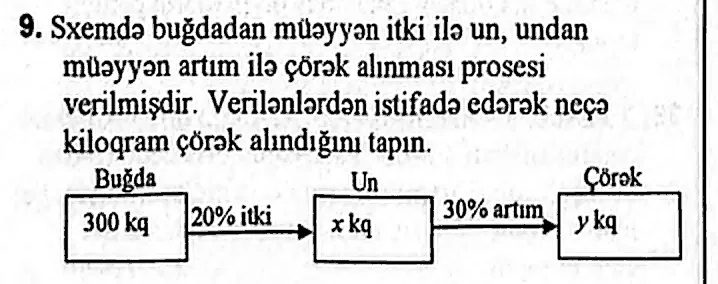 9. Sxemdə buğdadan müəyyən itki ilə un, undan
müəyyən artım ilə çörək alınması prosesi
verilmişdir. Verilənlərdən istifadə edərək neçə
kiloqram çörək alındığını tapın.
Buğda Un Çörək
300 kq 20% itki x kq 30% artım y kq